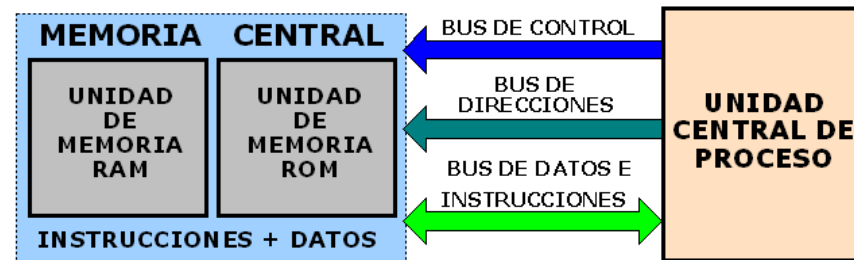 MEMORIA CENTRAL
UNIDAD
DE
MEMORIA
RAM
UNIDAD
DE
MEMORIA
ROM
INSTRUCCIONES + DATOS
BUS DE CONTROL
BUS DE
DIRECCIONES
BUS DE DATOS E
INSTRUCCIONES
UNIDAD
CENTRAL DE
PROCESO